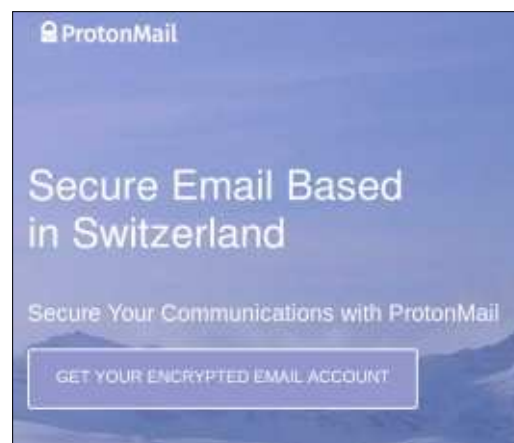 ProtonMail
Secure Email Based
in Switzerland
Secure Your Communications with ProtonMail
GET YOUR ENCRYPTED EMAIL ACCOUNT